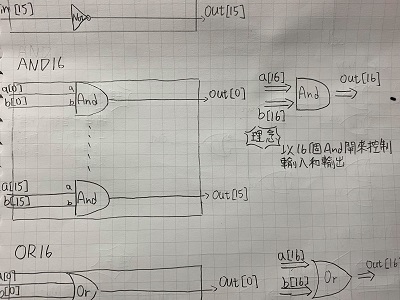 in[15]
out[15]
AND16
a[0]
b[0]
a
b
And
out[0]
a[16]
b[16]
And
out[16]
理念
以16個And閘來控制
輸入和輸出
a[15]
b[15]
a
b
And
out[15]
OR16
a[0]
b[0]
Or
out[0]
a[16]
b[16]
Or
out[16]